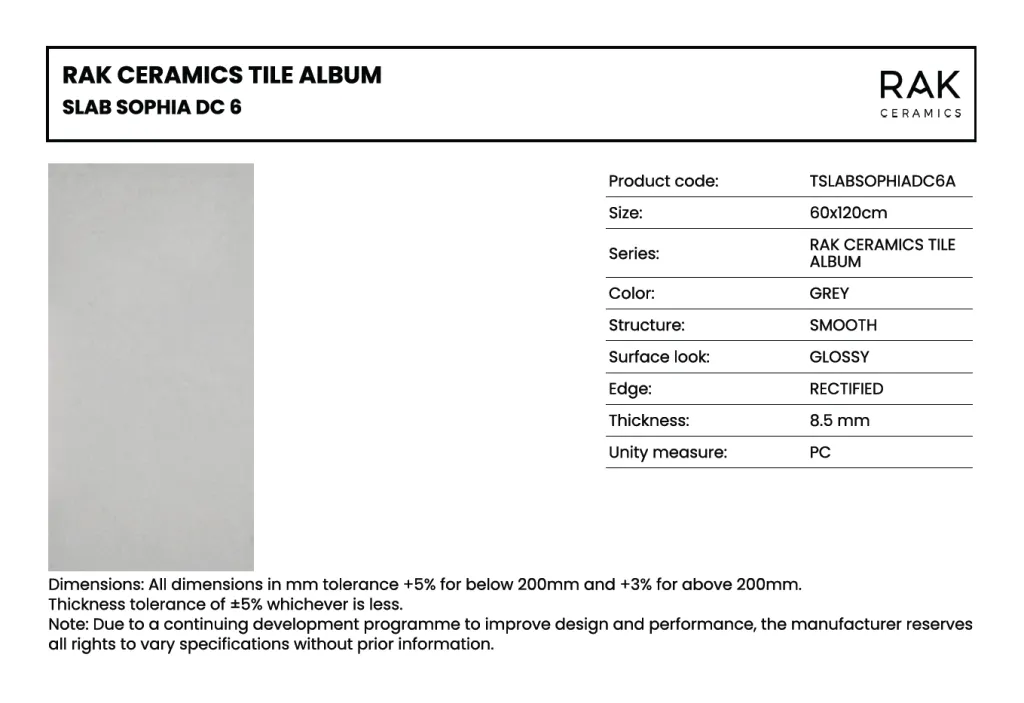 RAK CERAMICS TILE ALBUM
SLAB SOPHIA DC 6
RAK
CERAMICS
Product code: TSLABSOPHIADC6A
Size: 60x120cm
Series: RAK CERAMICS TILE
ALBUM
Color: GREY
Structure: SMOOTH
Surface look: GLOSSY
Edge: RECTIFIED
Thickness: 8.5 mm
Unity measure: PC
Dimensions: All dimensions in mm tolerance +5% for below 200mm and +3% for above 200mm.
Thickness tolerance of ±5% whichever is less.
Note: Due to a continuing development programme to improve design and performance, the manufacturer reserves
all rights to vary specifications without prior information.